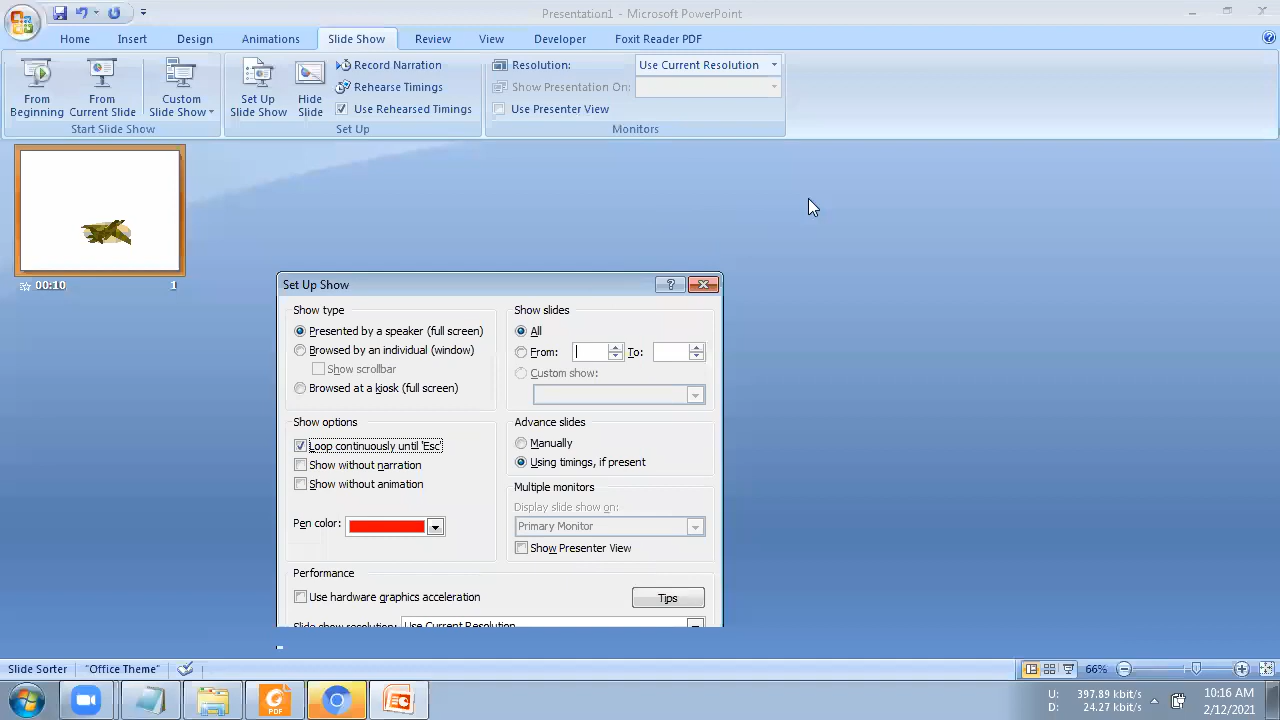 Presentation1 - Microsoft PowerPoint
Home Insert Design Animations Slide Show Review View Developer Foxit Reader PDF
From Beginning
From Current Slide
Custom Slide Show
Start Slide Show
Set Up Slide Show
Hide Slide
Record Narration
Rehearse Timings
Use Rehearsed Timings
Set Up
Resolution: Use Current Resolution
Show Presentation On:
Use Presenter View
Monitors
00:10 1
Set Up Show
Show type
Presented by a speaker (full screen)
Browsed by an individual (window)
Show scrollbar
Browsed at a kiosk (full screen)
Show slides
All
From: To:
Custom show:
Show options
Loop continuously until 'Esc'
Show without narration
Show without animation
Pen color:
Advance slides
Manually
Using timings, if present
Multiple monitors
Display slide show on:
Primary Monitor
Show Presenter View
Performance
Use hardware graphics acceleration
Tips
Slide show resolution: Use Current Resolution
Slide Sorter "Office Theme" 66%
PDF
U: 397.89 kbit/s
D: 24.27 kbit/s
10:16 AM
2/12/2021